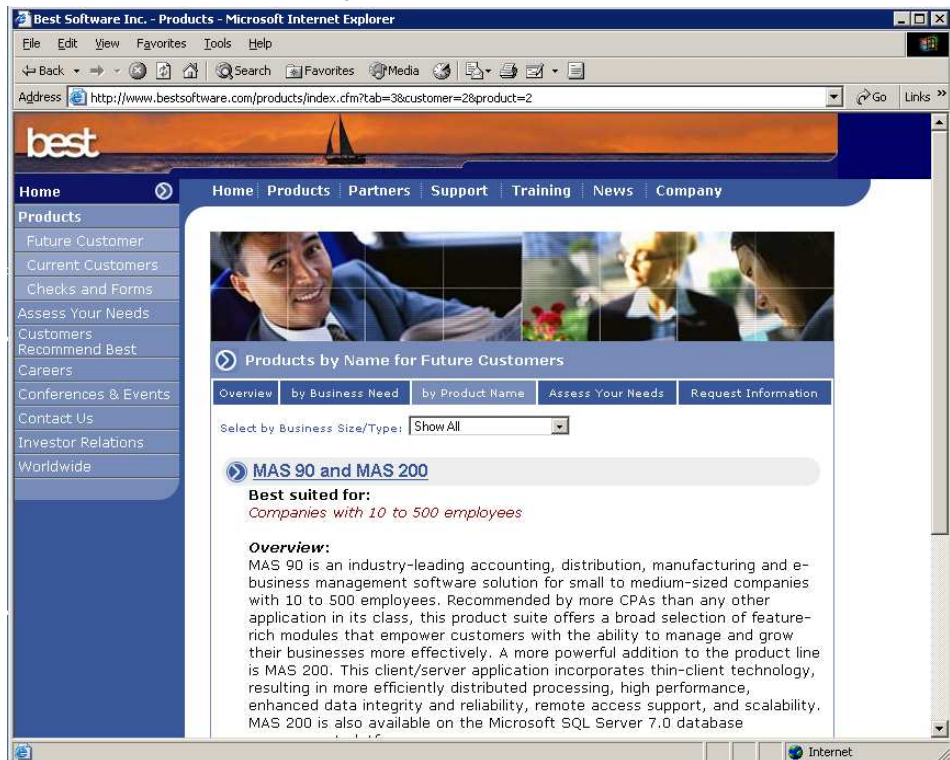 Best Software Inc. - Products - Microsoft Internet Explorer
File Edit View Favorites Tools Help
Back Search Favorites Media
Address http://www.bestsoftware.com/products/index.cfm?tab=3&customer=2&product=2 Go Links »
best
Home Home Products Partners Support Training News Company
Products
Future Customer
Current Customers
Checks and Forms
Assess Your Needs
Customers
Recommend Best
Careers
Conferences & Events
Contact Us
Investor Relations
Worldwide
Products by Name for Future Customers
Overview by Business Need by Product Name Assess Your Needs Request Information
Select by Business Size/Type: Show All
MAS 90 and MAS 200
Best suited for:
Companies with 10 to 500 employees
Overview:
MAS 90 is an industry-leading accounting, distribution, manufacturing and e-
business management software solution for small to medium-sized companies
with 10 to 500 employees. Recommended by more CPAs than any other
application in its class, this product suite offers a broad selection of feature-
rich modules that empower customers with the ability to manage and grow
their businesses more effectively. A more powerful addition to the product line
is MAS 200. This client/server application incorporates thin-client technology,
resulting in more efficiently distributed processing, high performance,
enhanced data integrity and reliability, remote access support, and scalability.
MAS 200 is also available on the Microsoft SQL Server 7.0 database
Internet